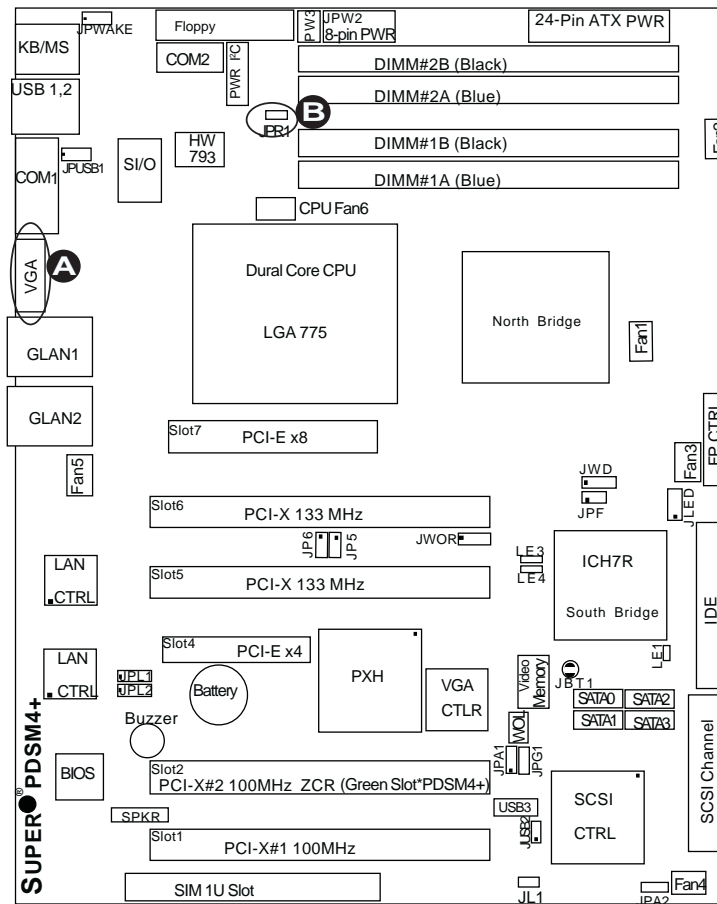 JPWAKE
Floppy
PW3
JPW2
8-pin PWR
24-Pin ATX PWR
KB/MS
COM2
PWR I²C
DIMM#2B (Black)
USB 1,2
DIMM#2A (Blue)
B
JPR1
HW
793
DIMM#1B (Black)
COM1
JPUSB1
SI/O
DIMM#1A (Blue)
CPU Fan6
VGA
A
Dural Core CPU
LGA 775
North Bridge
Fan1
GLAN1
GLAN2
Slot7
PCI-E x8
FP CTRL
Fan3
Fan5
JWD
JPF
JLED
Slot6
PCI-X 133 MHz
JP6
JP5
JWOR
LE3
LE4
ICH7R
South Bridge
IDE
LAN
CTRL
Slot5
PCI-X 133 MHz
Slot4
PCI-E x4
PXH
LE1
LAN
CTRL
JPL1
JPL2
Battery
VGA
CTLR
Video
Memory
JBT1
SATA0
SATA2
SATA1
SATA3
Buzzer
WOL
JPA1
JPG1
SCSI Channel
BIOS
Slot2
PCI-X#2 100MHz ZCR (Green Slot*PDSM4+)
SCSI
CTRL
USB3
JUSB2
SPKR
Slot1
PCI-X#1 100MHz
SUPER® PDSM4+
SIM 1U Slot
JL1
JPA2
Fan4